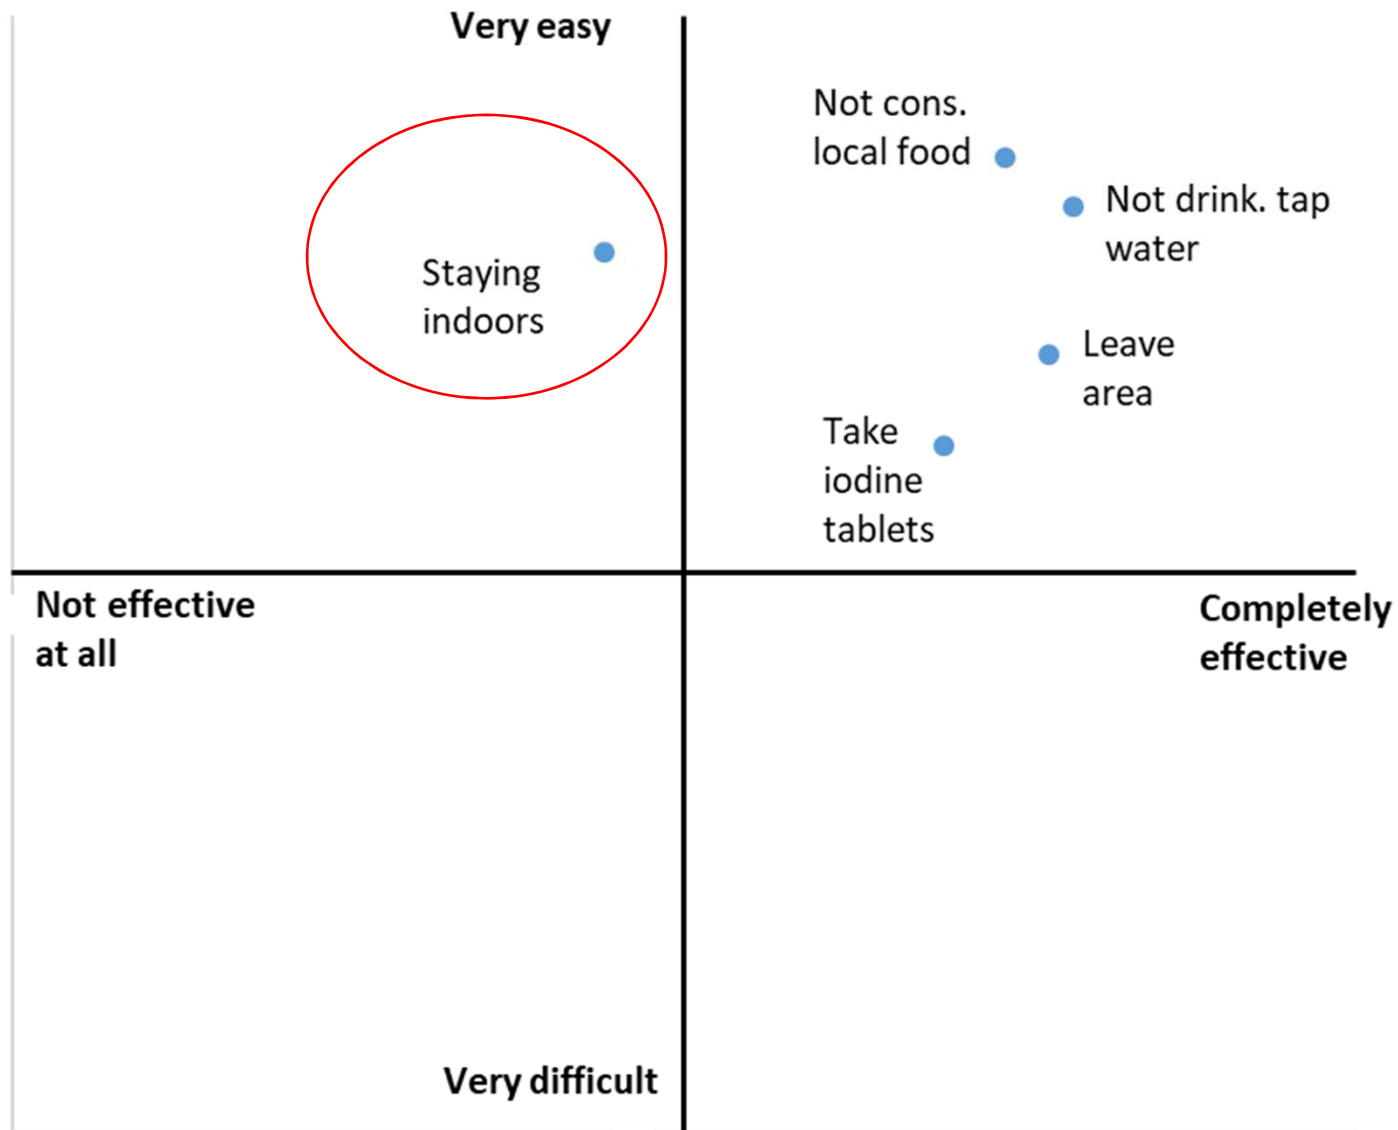 Very easy
Not cons.
local food
Not drink. tap
water
Staying
indoors
Leave
area
Take
iodine
tablets
Not effective
at all
Completely
effective
Very difficult